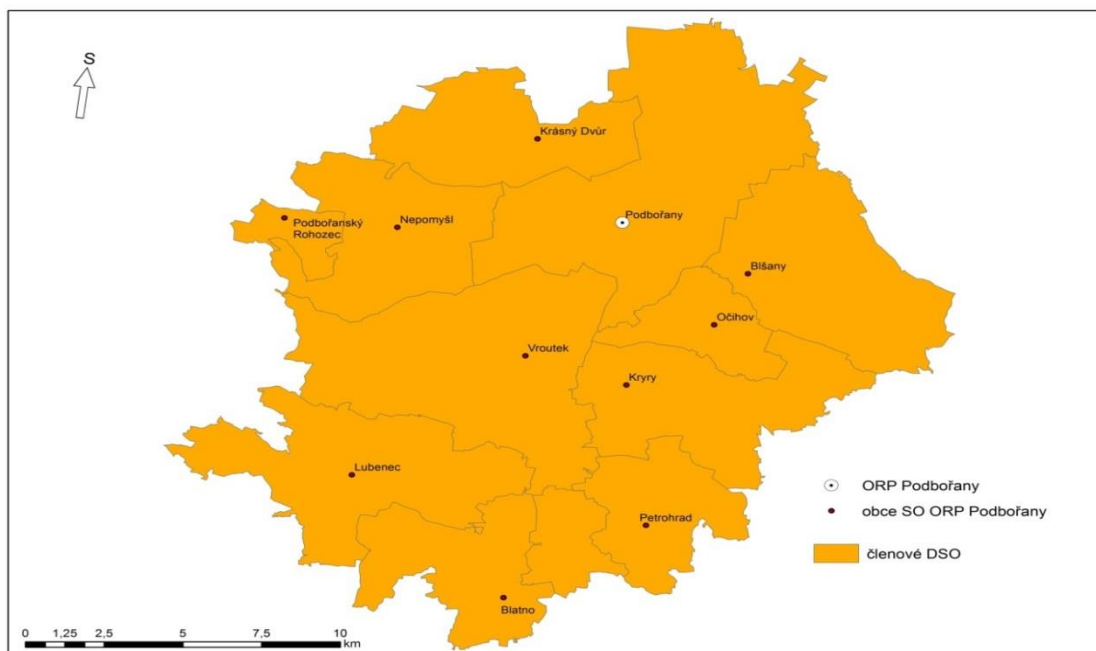 S
Krásný Dvůr
Podbořanský
Rohozec
Nepomyšl
Podbořany
Blšany
Očihov
Vroutek
Kryry
Lubenec
Petrohrad
Blatno
ORP Podbořany
obce SO ORP Podbořany
členové DSO
0 1,25 2,5 5 7,5 10
km